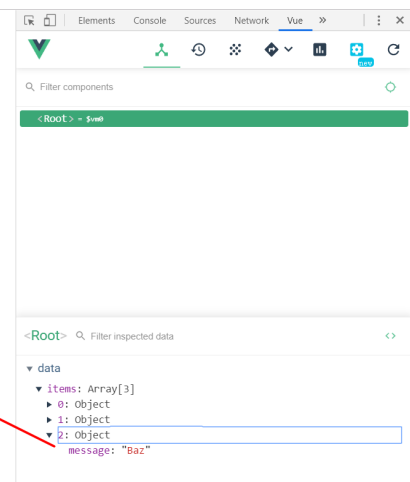 Elements Console Sources Network Vue »
new
Filter components
<Root> = $vm0
<Root> Filter inspected data <>
▾ data
▾ items: Array[3]
▸ 0: Object
▸ 1: Object
▾ 2: Object
message: "Baz"